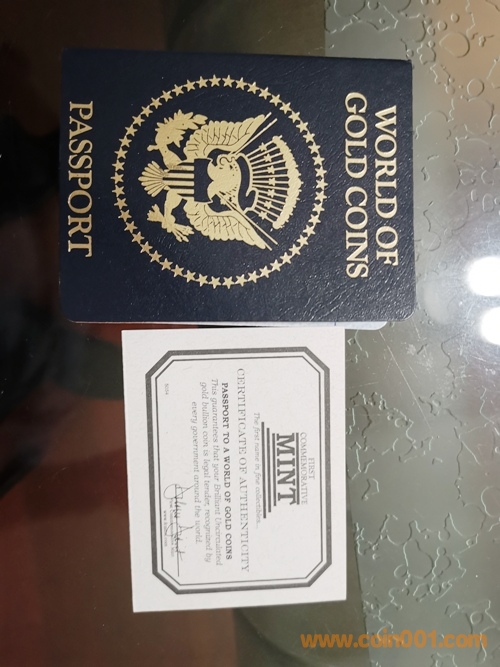 WORLD OF
GOLD COINS
PASSPORT
FIRST
COMMEMORATIVE
MINT
The first name in fine collectibles...
CERTIFICATE OF AUTHENTICITY
PASSPORT TO A WORLD OF GOLD COINS
This guarantees that your Brilliant Uncirculated
gold bullion coin is legal tender, recognized by
every government around the world.
www.coin001.com